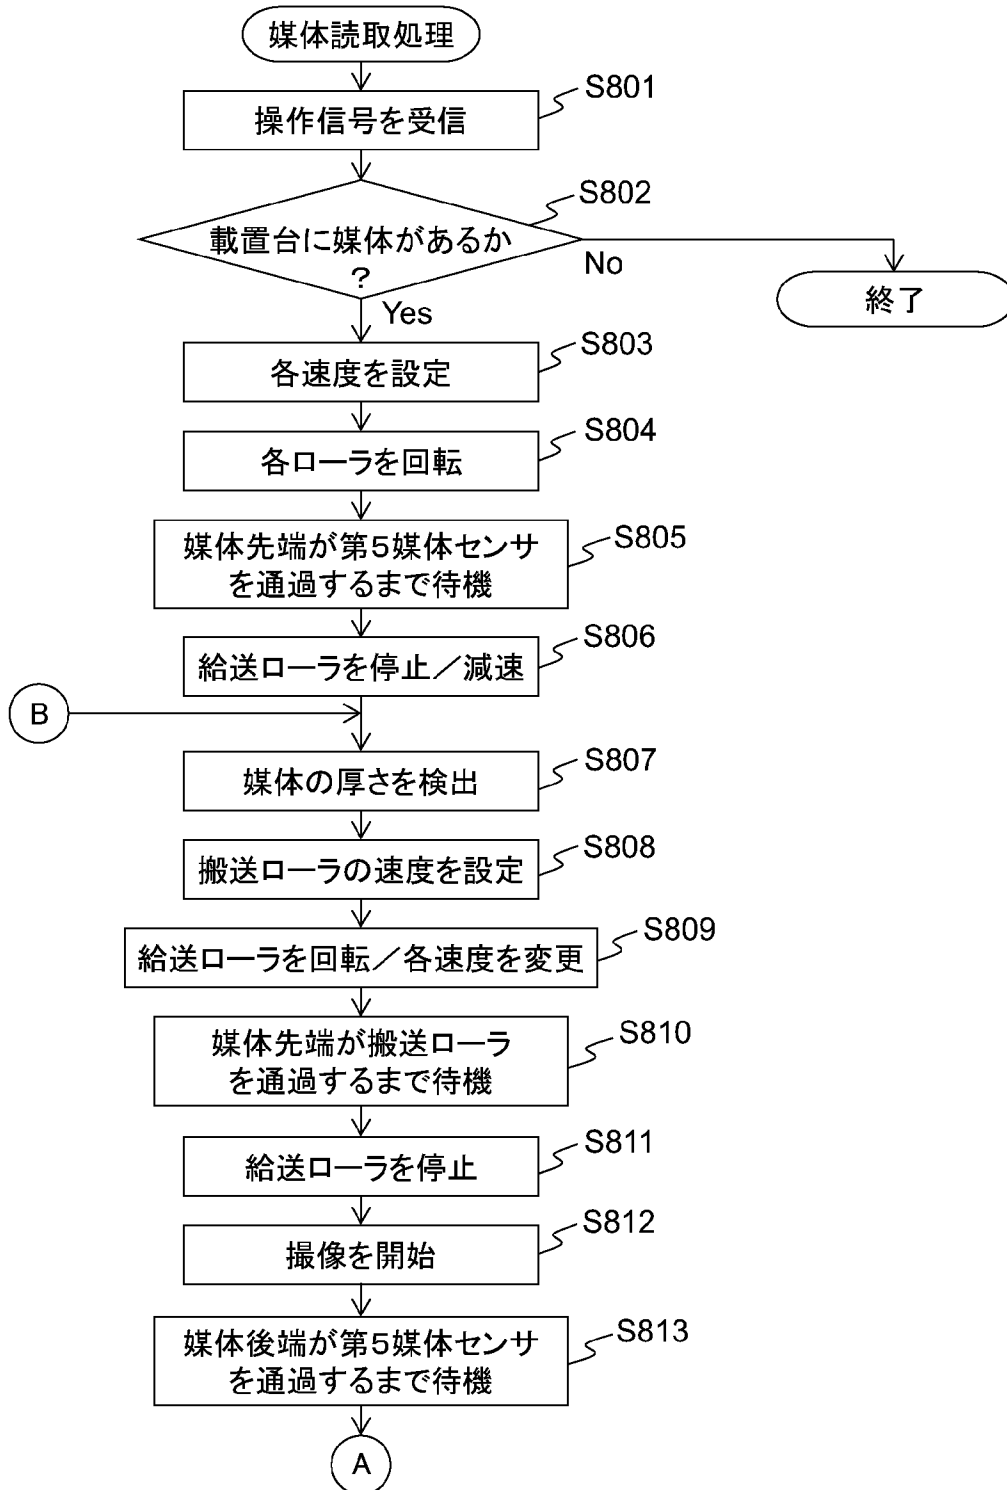 媒体読取処理
S801
操作信号を受信
S802
載置台に媒体があるか
?
No
終了
Yes
S803
各速度を設定
S804
各ローラを回転
S805
媒体先端が第5媒体センサ
を通過するまで待機
S806
給送ローラを停止／減速
B
S807
媒体の厚さを検出
S808
搬送ローラの速度を設定
S809
給送ローラを回転／各速度を変更
S810
媒体先端が搬送ローラ
を通過するまで待機
S811
給送ローラを停止
S812
撮像を開始
S813
媒体後端が第5媒体センサ
を通過するまで待機
A